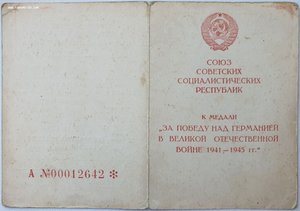 А №00012642 ✻
СОЮЗ
СОВЕТСКИХ
СОЦИАЛИСТИЧЕСКИХ
РЕСПУБЛИК
К МЕДАЛИ
„ЗА ПОБЕДУ НАД ГЕРМАНИЕЙ
В ВЕЛИКОЙ ОТЕЧЕСТВЕННОЙ
ВОЙНЕ 1941—1945 гг.“